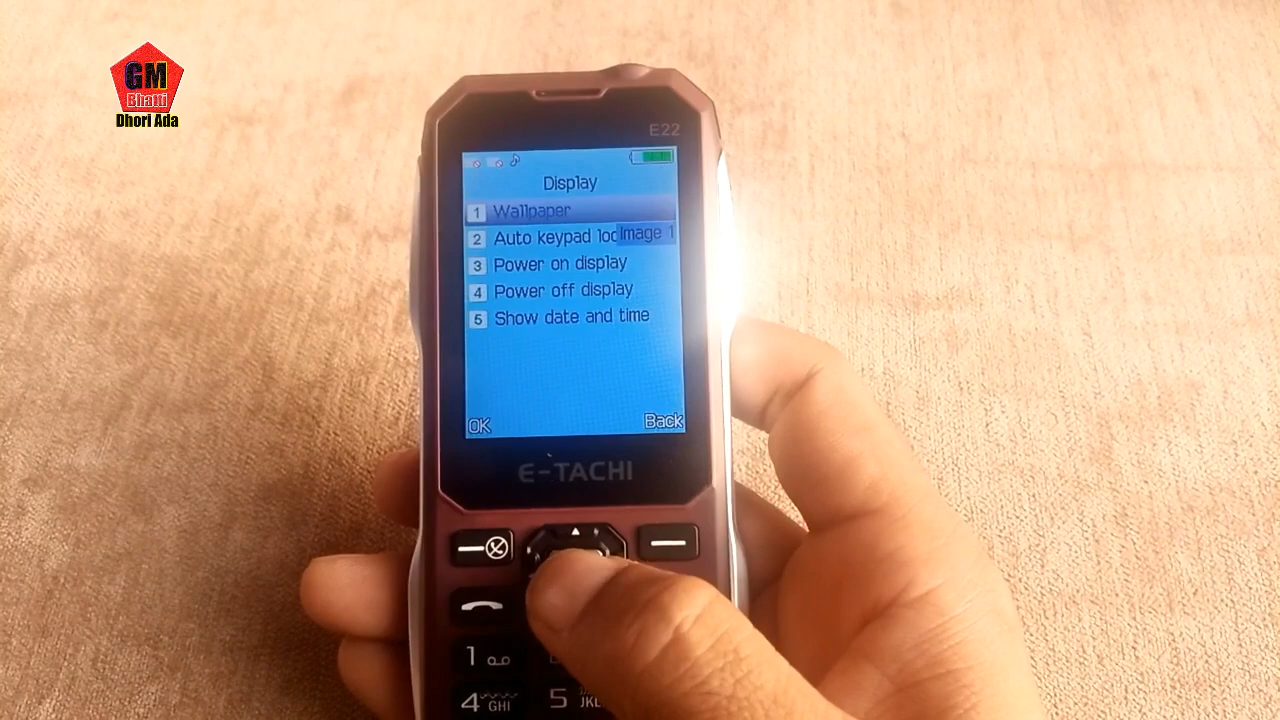 GM
Bhatti
Dhori Ada
E22
Display
1 Wallpaper
2 Auto keypad loc
Image 1
3 Power on display
4 Power off display
5 Show date and time
OK
Back
E-TACHI
1
4 GHI
5 JKL